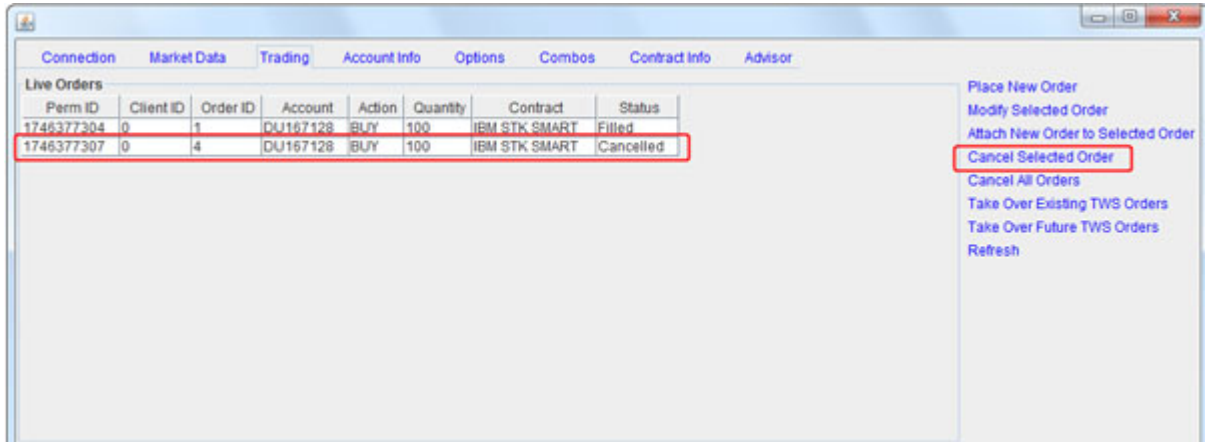 Connection Market Data Trading Account Info Options Combos Contract Info Advisor
Live Orders
Perm ID Client ID Order ID Account Action Quantity Contract Status
1746377304 0 1 DU167128 BUY 100 IBM STK SMART Filled
1746377307 0 4 DU167128 BUY 100 IBM STK SMART Cancelled
Place New Order
Modify Selected Order
Attach New Order to Selected Order
Cancel Selected Order
Cancel All Orders
Take Over Existing TWS Orders
Take Over Future TWS Orders
Refresh